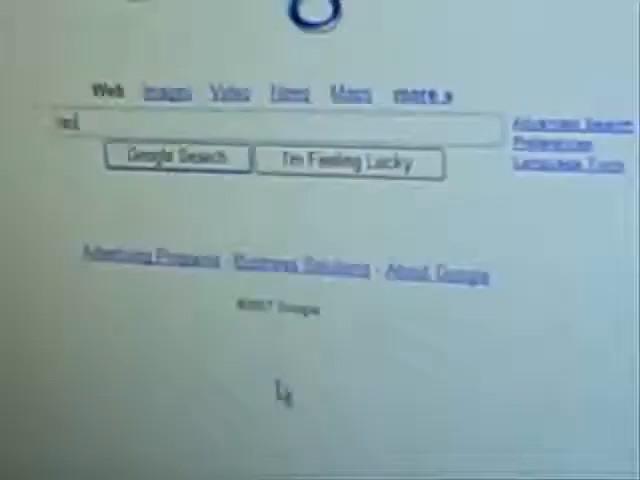 g
Web Images Video News Maps more »
Google Search I'm Feeling Lucky
Advanced Search
Preferences
Language Tools
Advertising Programs - Business Solutions - About Google
©2007 Google